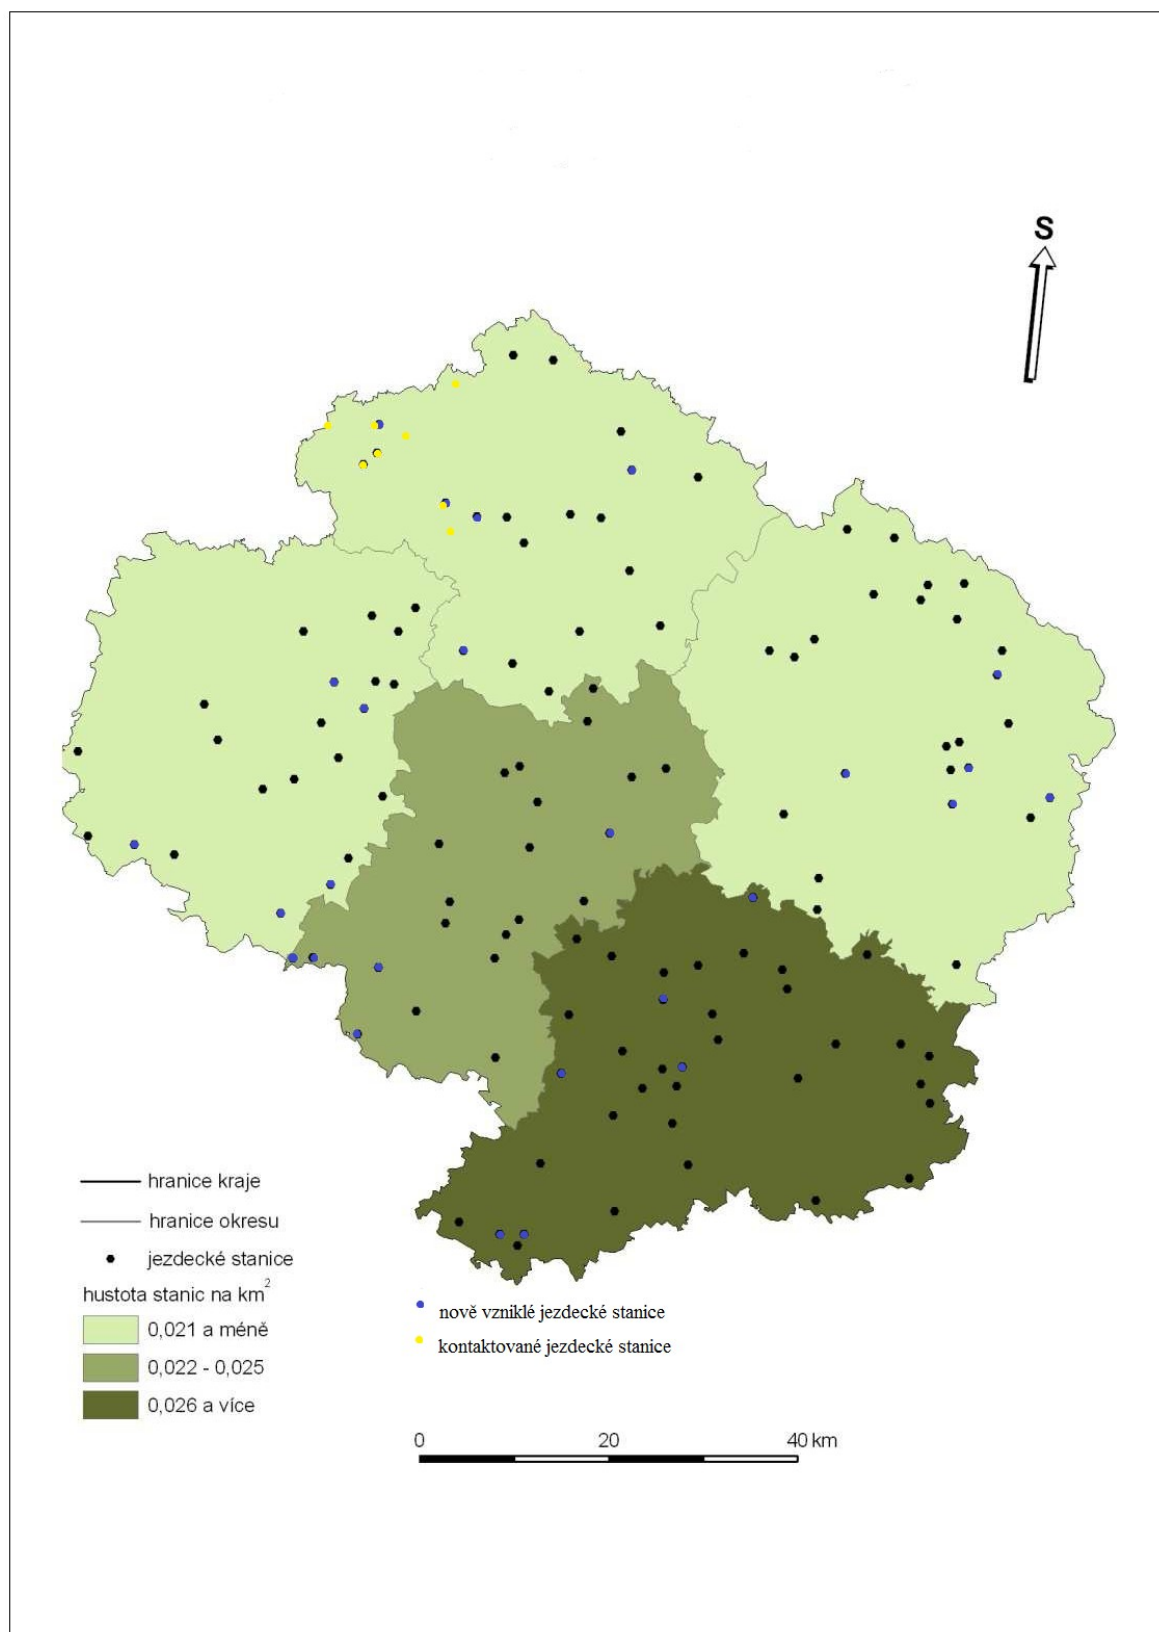 S
hranice kraje
hranice okresu
jezdecké stanice
hustota stanic na km²
0,021 a méně
0,022 - 0,025
0,026 a více
nově vzniklé jezdecké stanice
kontaktované jezdecké stanice
0 20 40 km